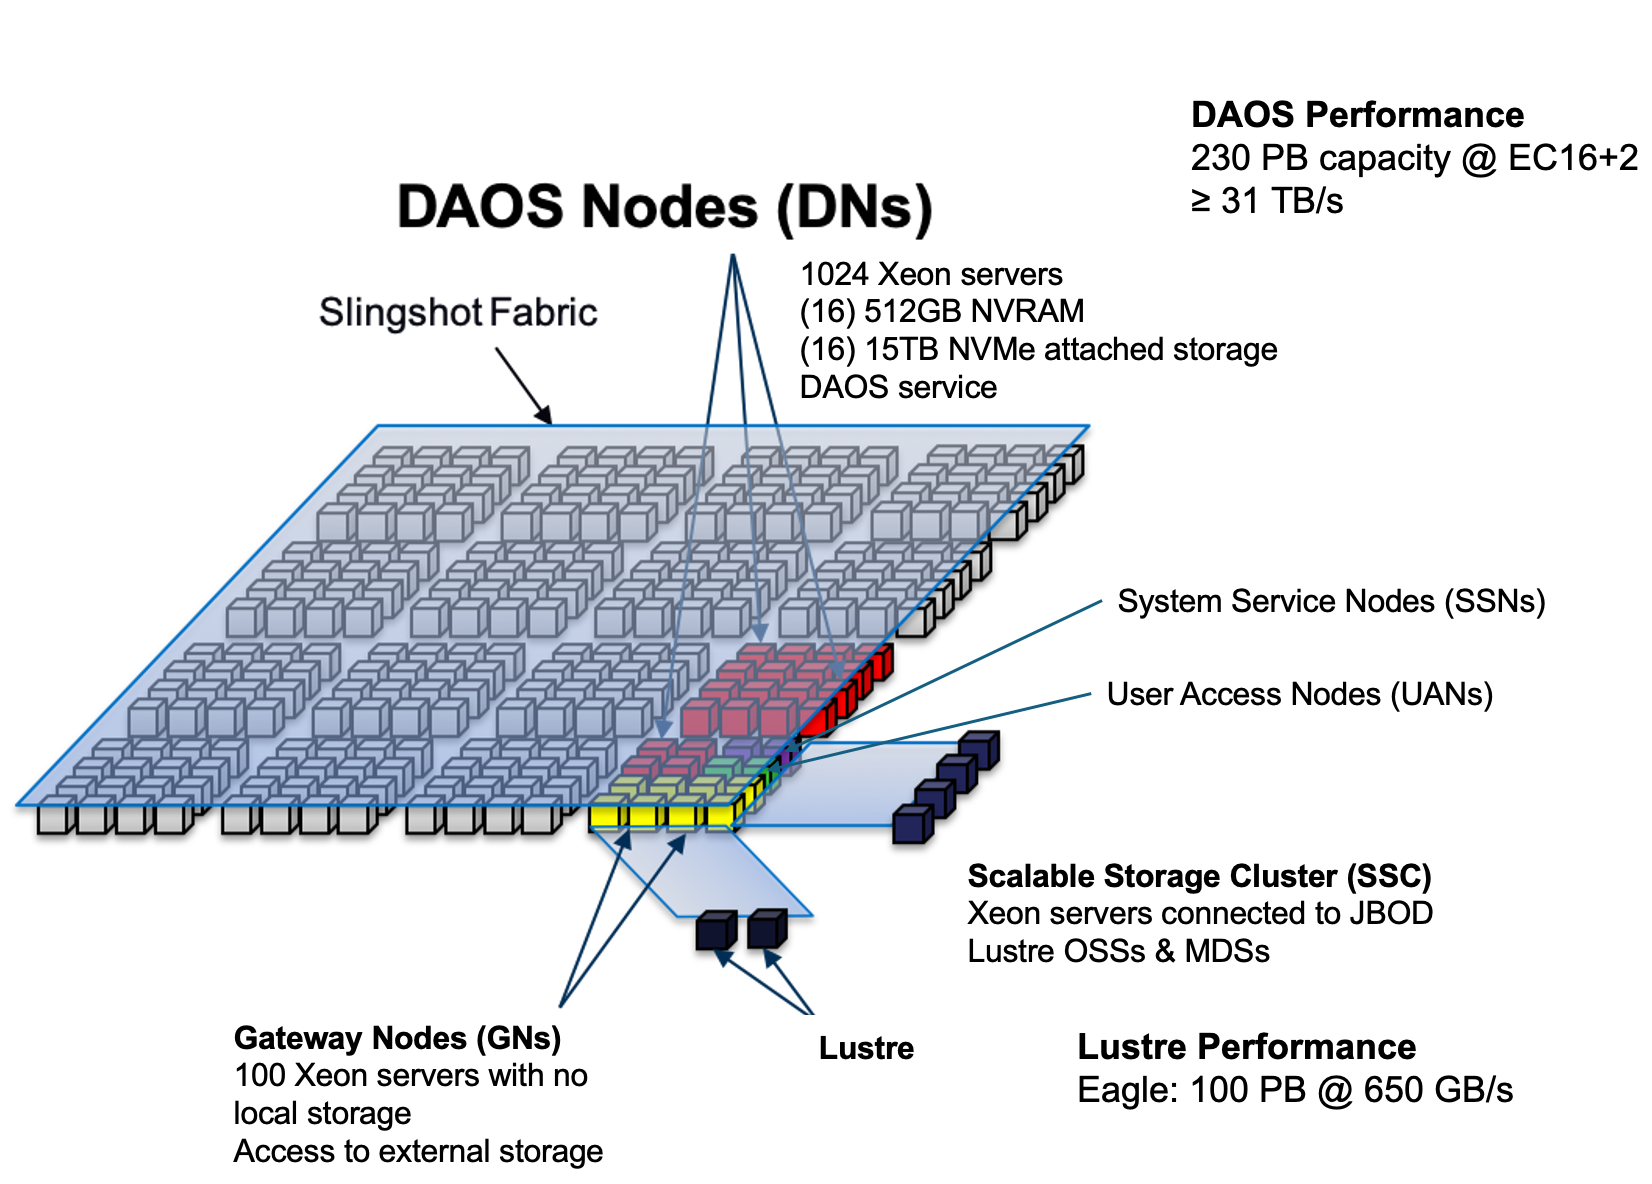 DAOS Performance
230 PB capacity @ EC16+2
≥ 31 TB/s
DAOS Nodes (DNs)
1024 Xeon servers
(16) 512GB NVRAM
(16) 15TB NVMe attached storage
DAOS service
Slingshot Fabric
System Service Nodes (SSNs)
User Access Nodes (UANs)
Scalable Storage Cluster (SSC)
Xeon servers connected to JBOD
Lustre OSSs & MDSs
Gateway Nodes (GNs)
100 Xeon servers with no
local storage
Access to external storage
Lustre
Lustre Performance
Eagle: 100 PB @ 650 GB/s